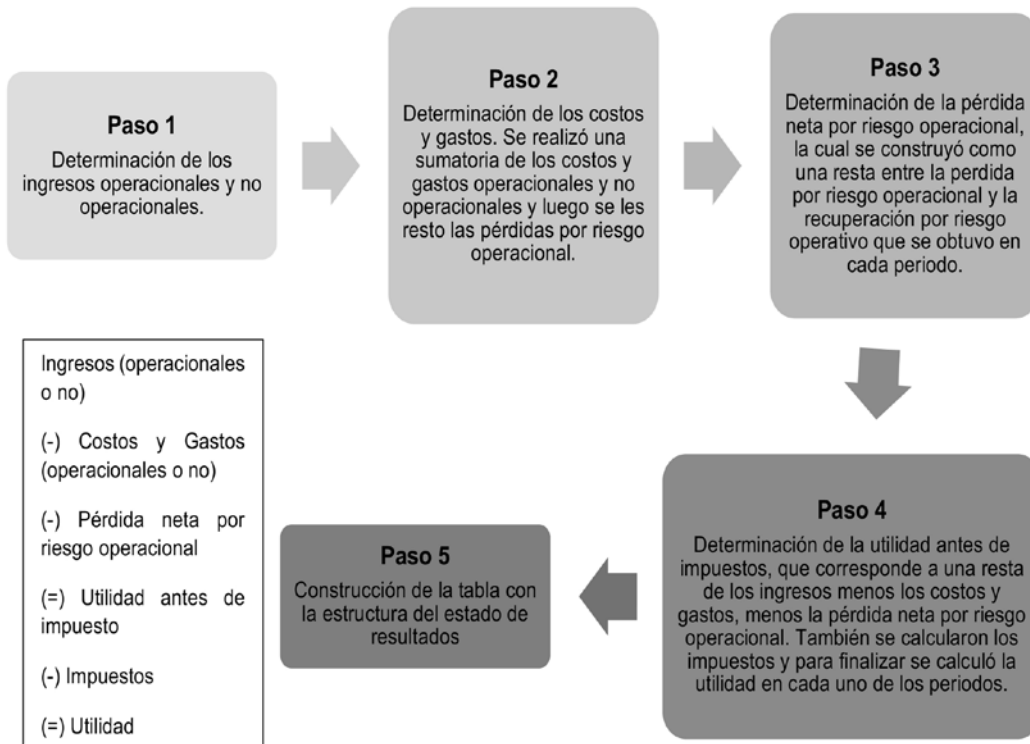 Paso 1
Determinación de los
ingresos operacionales y no
operacionales.
Paso 2
Determinación de los costos
y gastos. Se realizó una
sumatoria de los costos y
gastos operacionales y no
operacionales y luego se les
resto las pérdidas por riesgo
operacional.
Paso 3
Determinación de la pérdida
neta por riesgo operacional,
la cual se construyó como
una resta entre la perdida
por riesgo operacional y la
recuperación por riesgo
operativo que se obtuvo en
cada periodo.
Paso 4
Determinación de la utilidad antes de
impuestos, que corresponde a una resta
de los ingresos menos los costos y
gastos, menos la pérdida neta por riesgo
operacional. También se calcularon los
impuestos y para finalizar se calculó la
utilidad en cada uno de los periodos.
Paso 5
Construcción de la tabla con
la estructura del estado de
resultados
Ingresos (operacionales
o no)
(-) Costos y Gastos
(operacionales o no)
(-) Pérdida neta por
riesgo operacional
(=) Utilidad antes de
impuesto
(-) Impuestos
(=) Utilidad